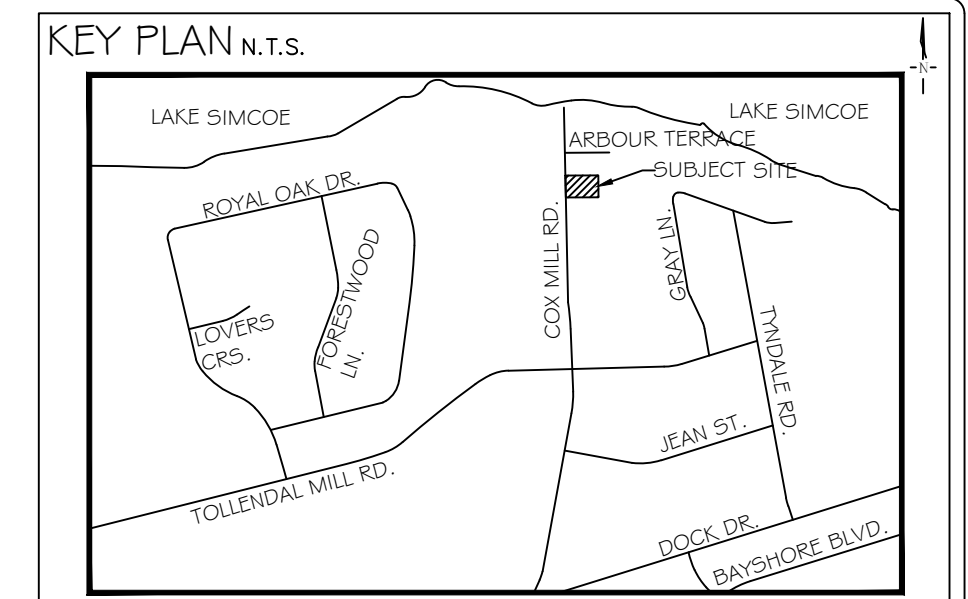 KEY PLAN N.T.S.
N
LAKE SIMCOE
LAKE SIMCOE
ARBOUR TERRACE
SUBJECT SITE
ROYAL OAK DR.
FORESTWOOD
LN.
COX MILL RD.
GRAY LN.
LOVERS
CRS.
TYNDALE RD.
JEAN ST.
TOLLENDAL MILL RD.
DOCK DR.
BAYSHORE BLVD.